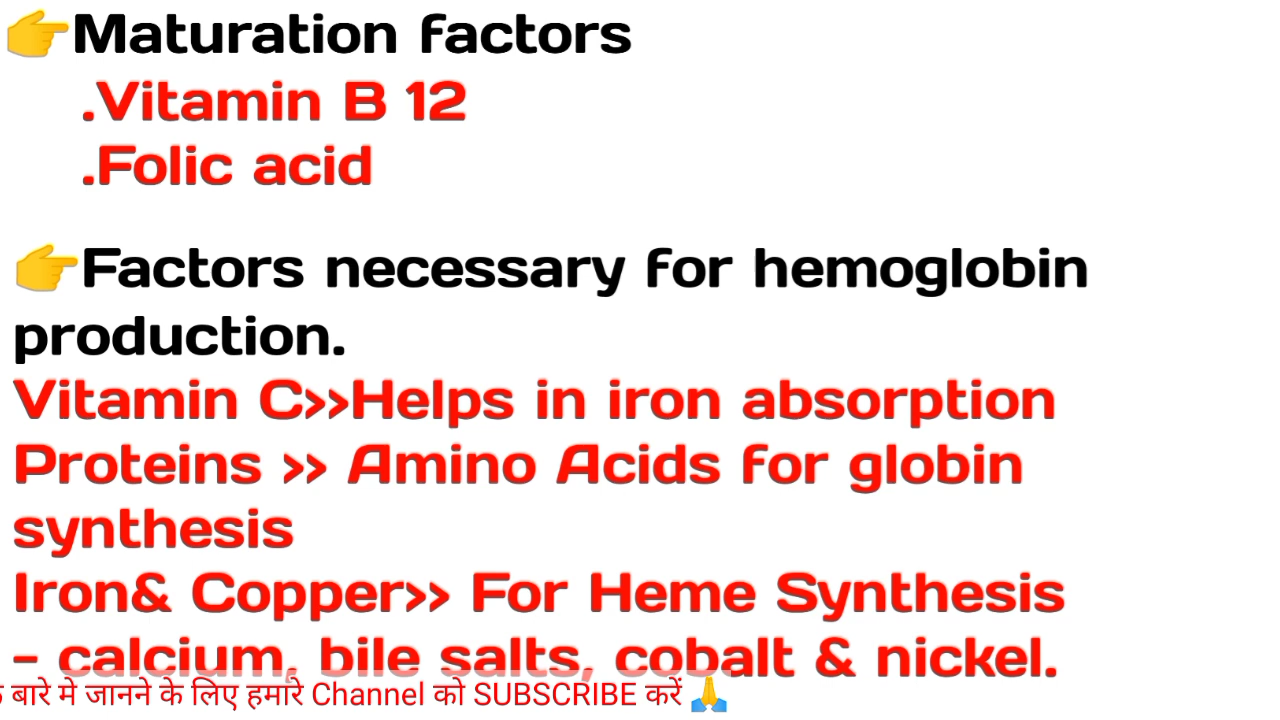 👉Maturation factors
.Vitamin B 12
.Folic acid
👉Factors necessary for hemoglobin
production.
Vitamin C>>Helps in iron absorption
Proteins >> Amino Acids for globin
synthesis
Iron& Copper>> For Heme Synthesis
- calcium, bile salts, cobalt & nickel.
बारे मे जानने के लिए हमारे Channel को SUBSCRIBE करें 🙏